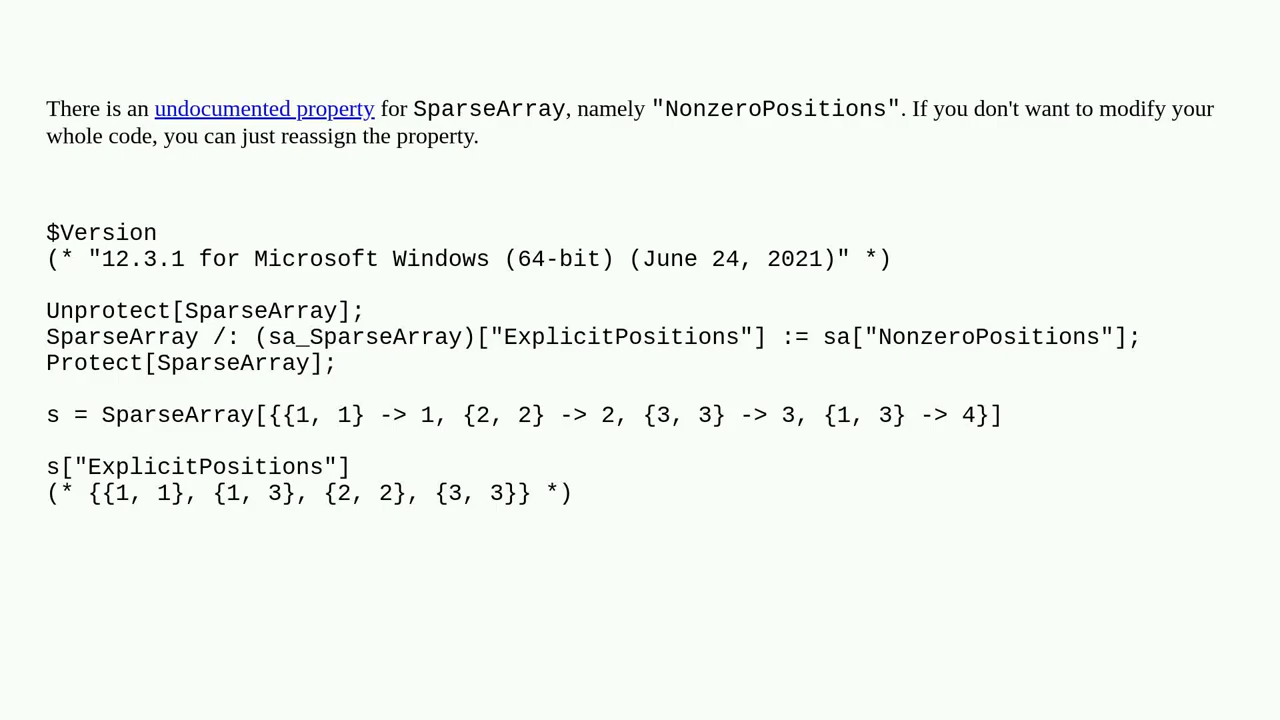 There is an undocumented property for SparseArray, namely "NonzeroPositions". If you don't want to modify your
whole code, you can just reassign the property.
$Version
(* "12.3.1 for Microsoft Windows (64-bit) (June 24, 2021)" *)
Unprotect[SparseArray];
SparseArray /: (sa_SparseArray)["ExplicitPositions"] := sa["NonzeroPositions"];
Protect[SparseArray];
s = SparseArray[{{1, 1} -> 1, {2, 2} -> 2, {3, 3} -> 3, {1, 3} -> 4}]
s["ExplicitPositions"]
(* {{1, 1}, {1, 3}, {2, 2}, {3, 3}} *)